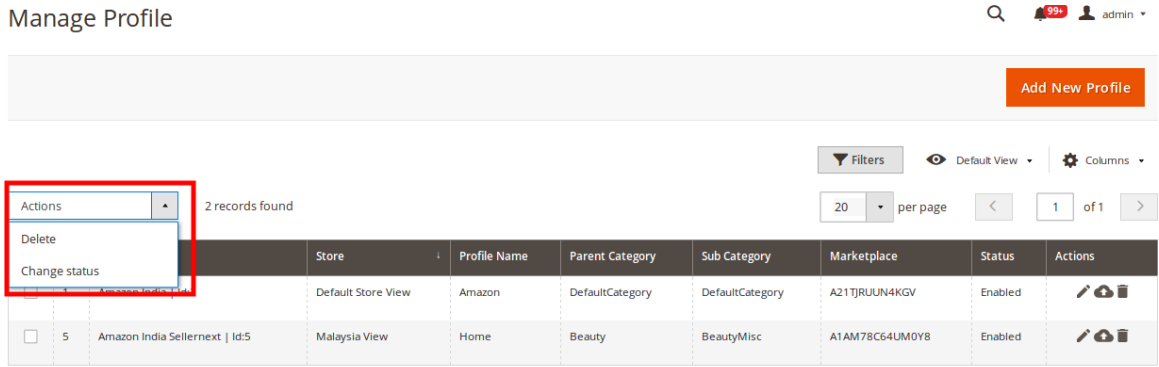 Manage Profile
99+
admin
Add New Profile
Filters
Default View
Columns
Actions
2 records found
20
per page
1
of 1
Delete
Change status
Store
Profile Name
Parent Category
Sub Category
Marketplace
Status
Actions
Amazon India |
Default Store View
Amazon
DefaultCategory
DefaultCategory
A21TJRUUN4KGV
Enabled
5
Amazon India Sellernext | Id:5
Malaysia View
Home
Beauty
BeautyMisc
A1AM78C64UM0Y8
Enabled